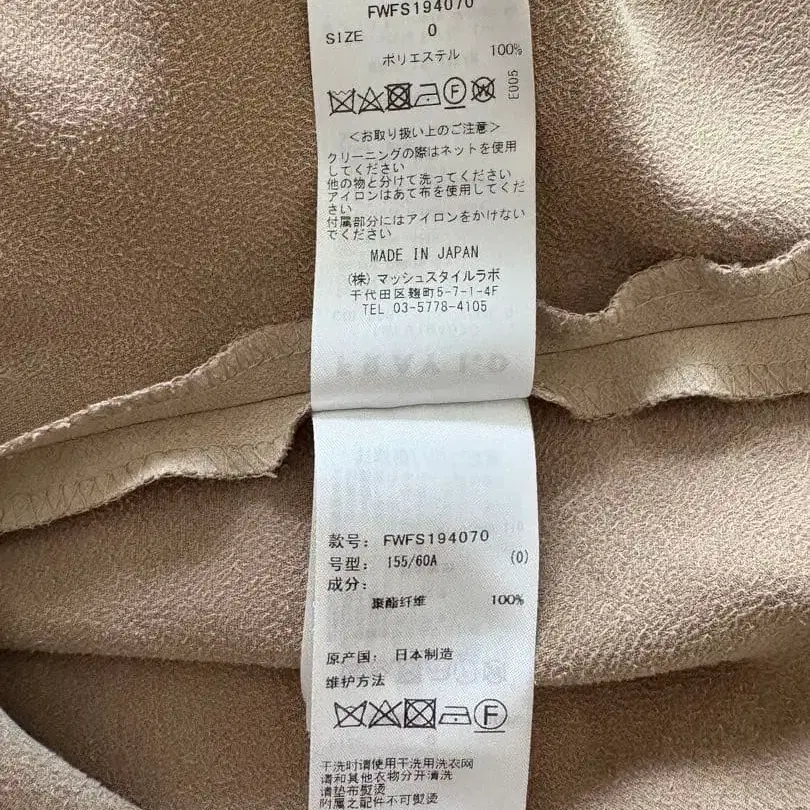 FWFS194070
SIZE 0
ポリエステル 100%
E005
<お取り扱い上のご注意>
クリーニングの際はネットを使用
してください
他の物と分けて洗ってください
アイロンはあて布を使用してくだ
さい
付属部分にはアイロンをかけない
でください
MADE IN JAPAN
(株)マッシュスタイルラボ
千代田区麹町5-7-1-4F
TEL 03-5778-4105
款号: FWFS194070
号型: 155/60A (0)
成分:
聚酯纤维 100%
原产国: 日本制造
维护方法
干洗时请使用干洗用洗衣网
请和其他衣物分开清洗
请垫布熨烫
附属之配件不可熨烫